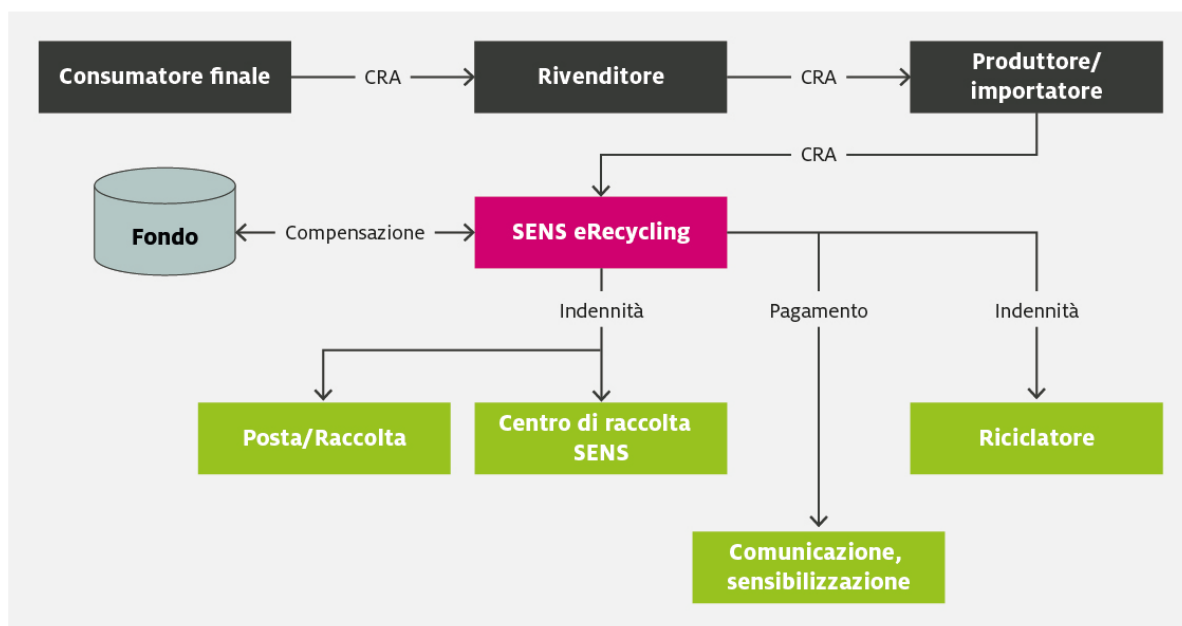 Consumatore finale
CRA
Rivenditore
CRA
Produttore/
importatore
CRA
Fondo
Compensazione
SENS eRecycling
Indennità
Pagamento
Indennità
Posta/Raccolta
Centro di raccolta
SENS
Riciclatore
Comunicazione,
sensibilizzazione